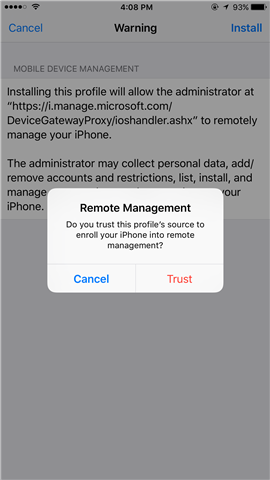 4:08 PM 93%
Cancel Warning Install
MOBILE DEVICE MANAGEMENT
Installing this profile will allow the administrator at
“https://i.manage.microsoft.com/
DeviceGatewayProxy/ioshandler.ashx” to remotely
manage your iPhone.
The administrator may collect personal data, add/
remove accounts and restrictions, list, install, and
manage your
iPhone.
Remote Management
Do you trust this profile's source to
enroll your iPhone into remote
management?
Cancel Trust